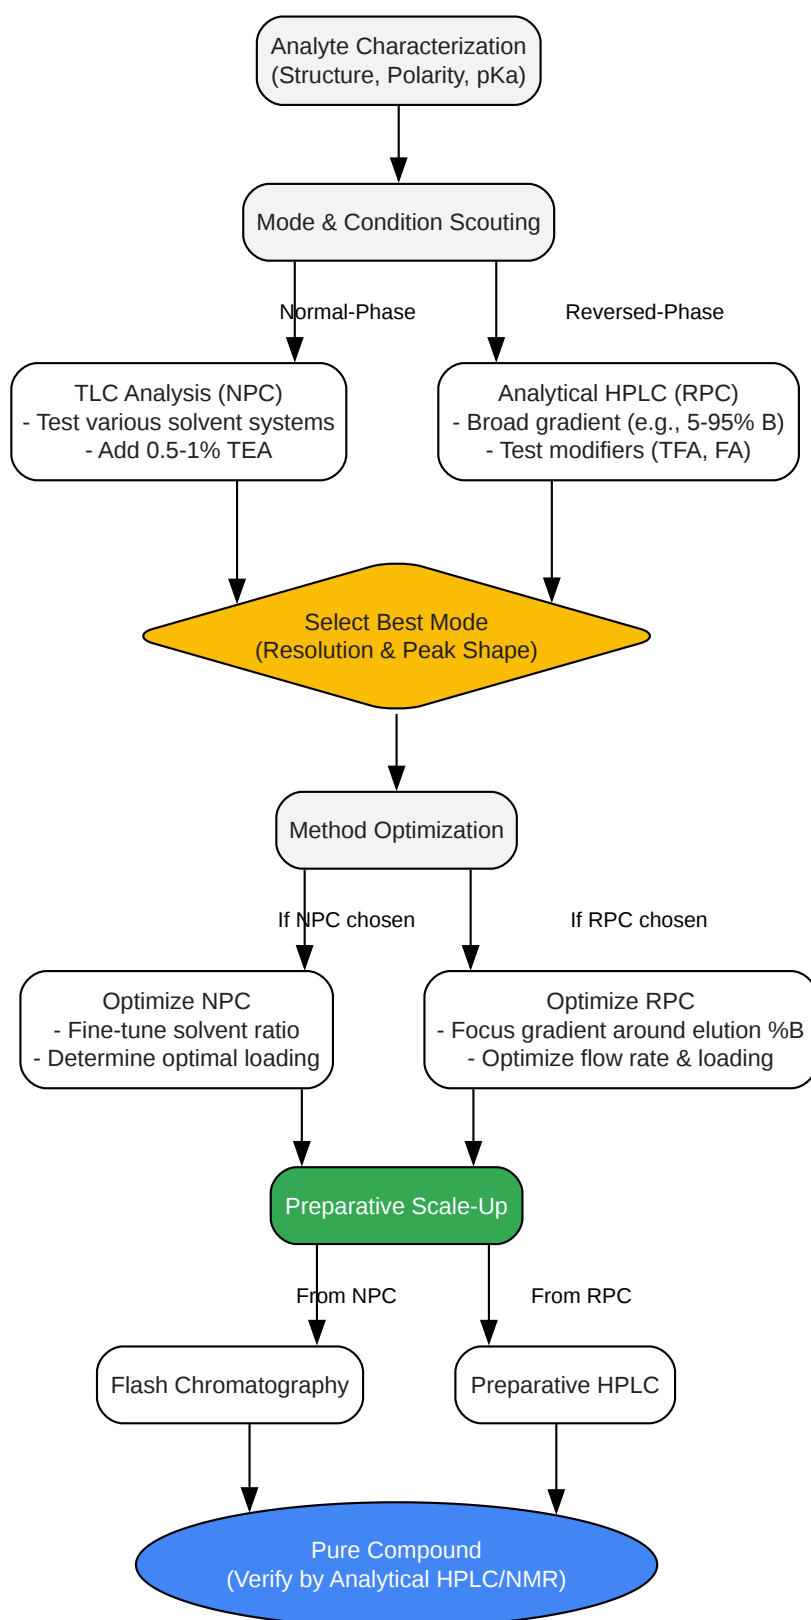 Analyte Characterization
(Structure, Polarity, pKa)
Mode & Condition Scouting
Normal-Phase
Reversed-Phase
TLC Analysis (NPC)
- Test various solvent systems
- Add 0.5-1% TEA
Analytical HPLC (RPC)
- Broad gradient (e.g., 5-95% B)
- Test modifiers (TFA, FA)
Select Best Mode
(Resolution & Peak Shape)
Method Optimization
If NPC chosen
If RPC chosen
Optimize NPC
- Fine-tune solvent ratio
- Determine optimal loading
Optimize RPC
- Focus gradient around elution %B
- Optimize flow rate & loading
Preparative Scale-Up
From NPC
From RPC
Flash Chromatography
Preparative HPLC
Pure Compound
(Verify by Analytical HPLC/NMR)